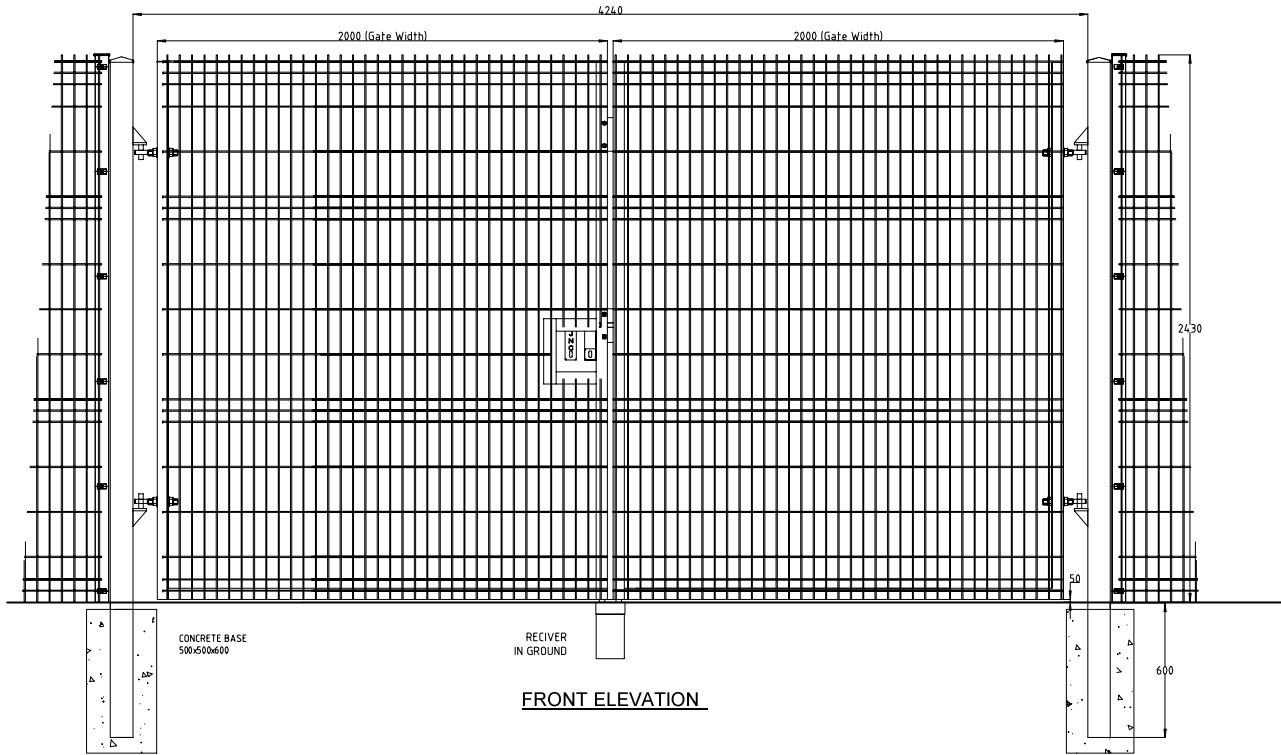 4240
2000 (Gate Width)
2000 (Gate Width)
2430
50
CONCRETE BASE
500x500x600
RECIVER
IN GROUND
600
FRONT ELEVATION